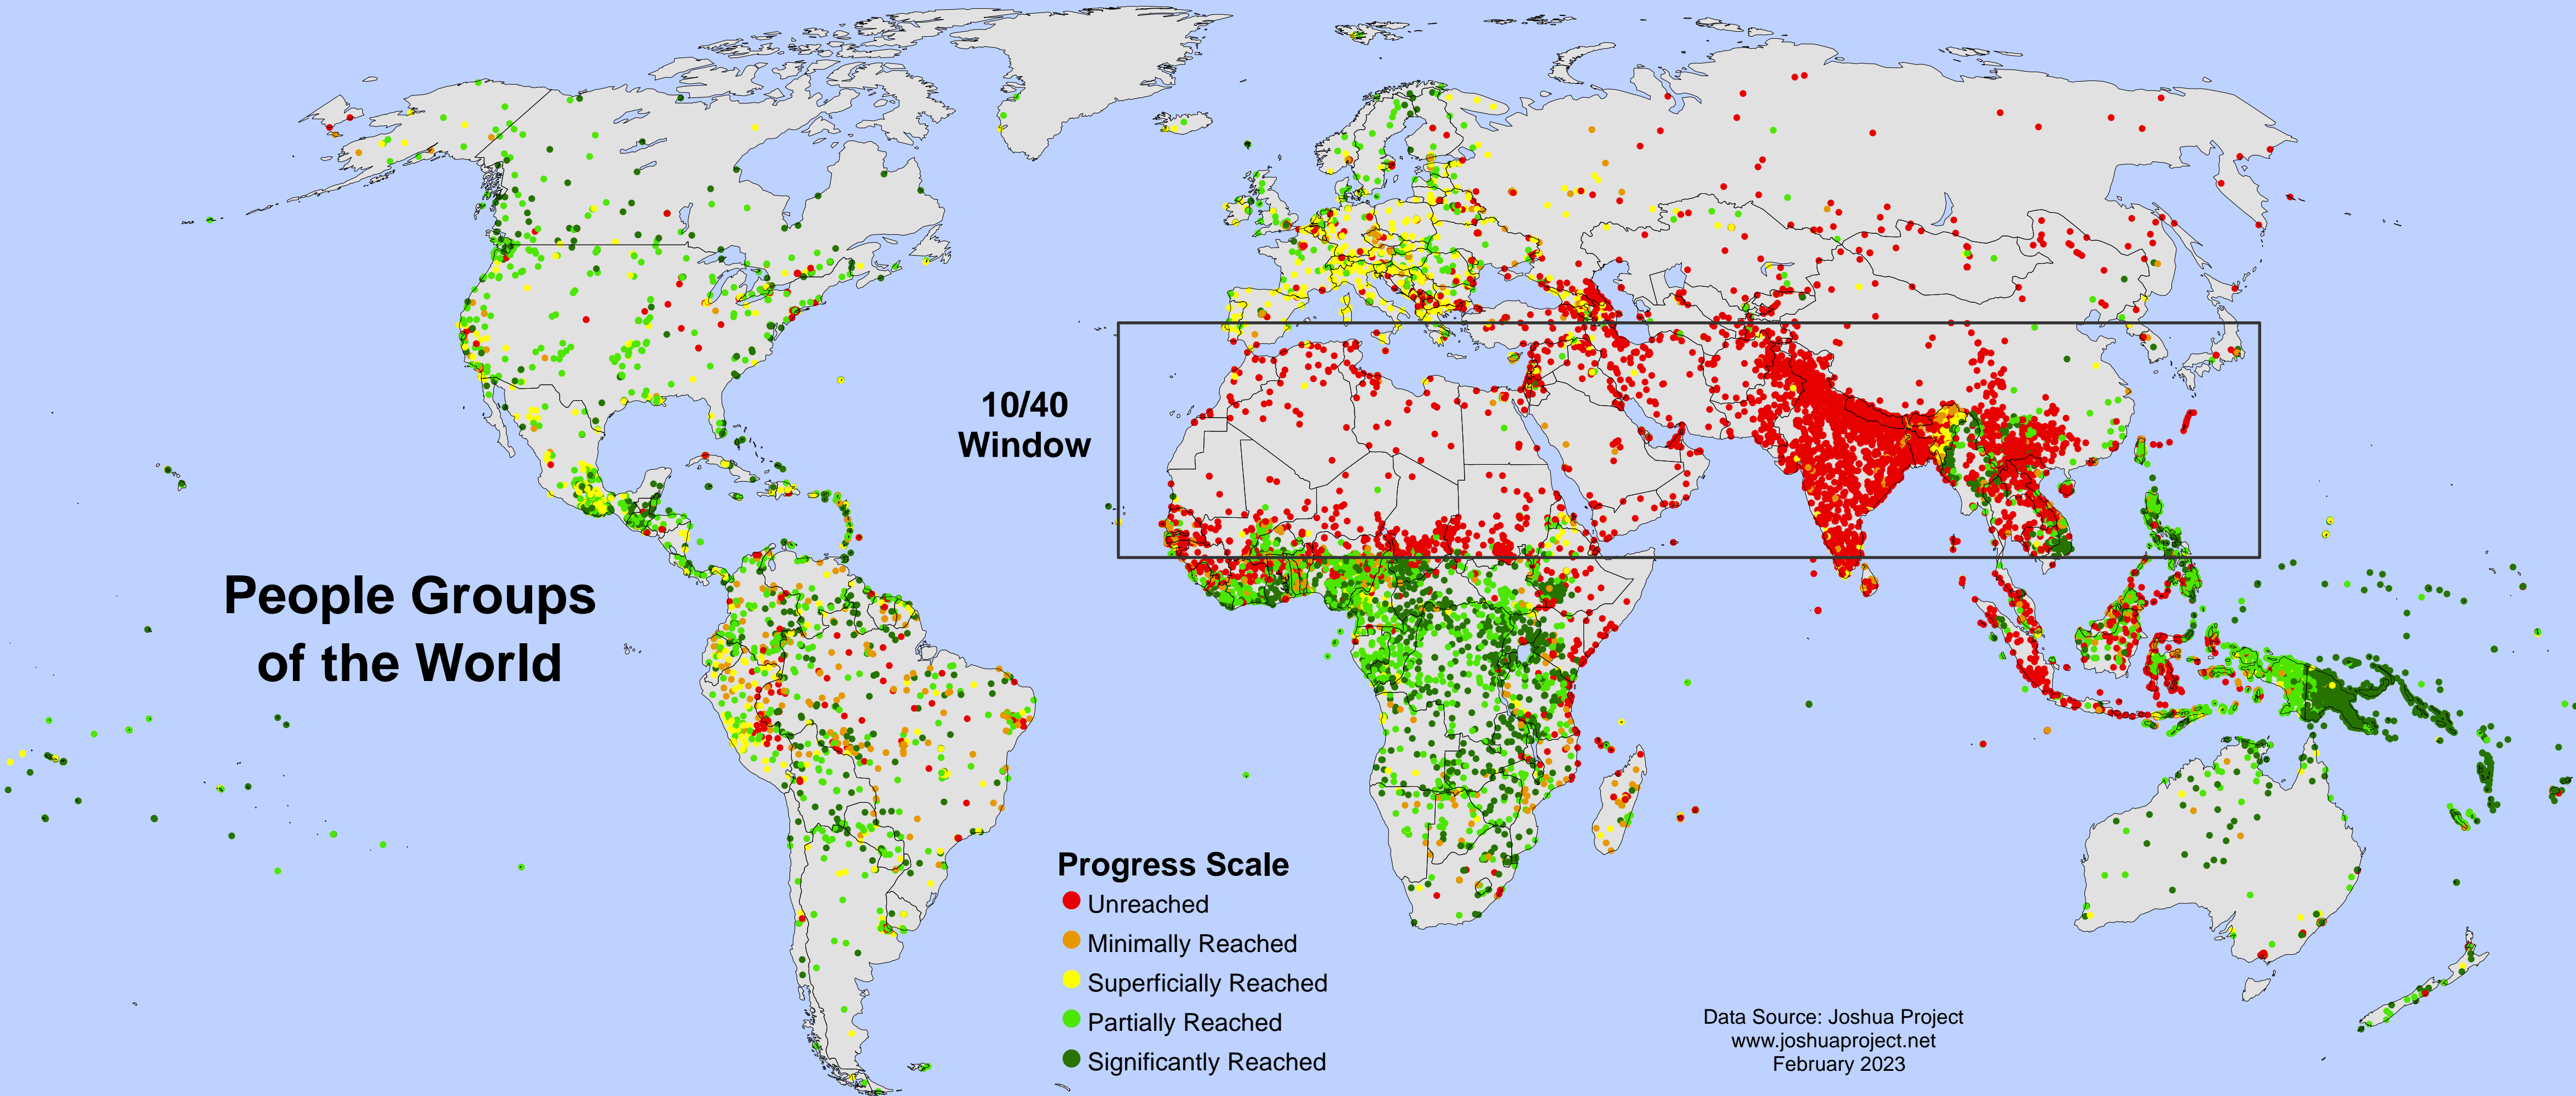 10/40
Window
People Groups
of the World
Progress Scale
Unreached
Minimally Reached
Superficially Reached
Partially Reached
Significantly Reached
Data Source: Joshua Project
www.joshuaproject.net
February 2023